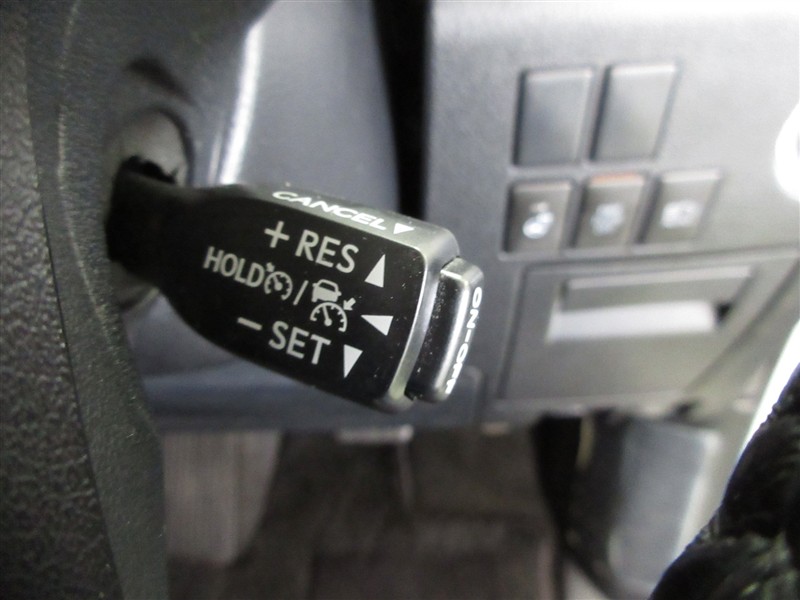 CANCEL
+ RES
HOLD /
- SET
ON-OFF